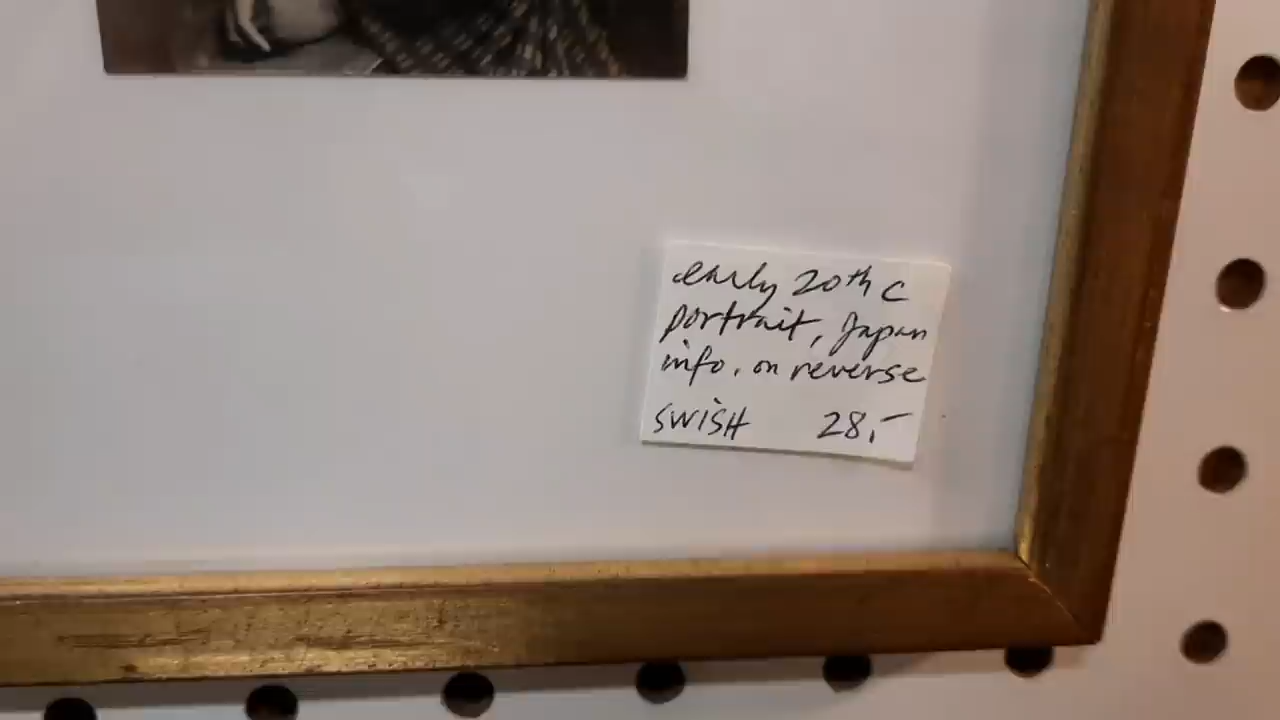 early 20th c
portrait, Japan
info. on reverse
SWiSH 28,-